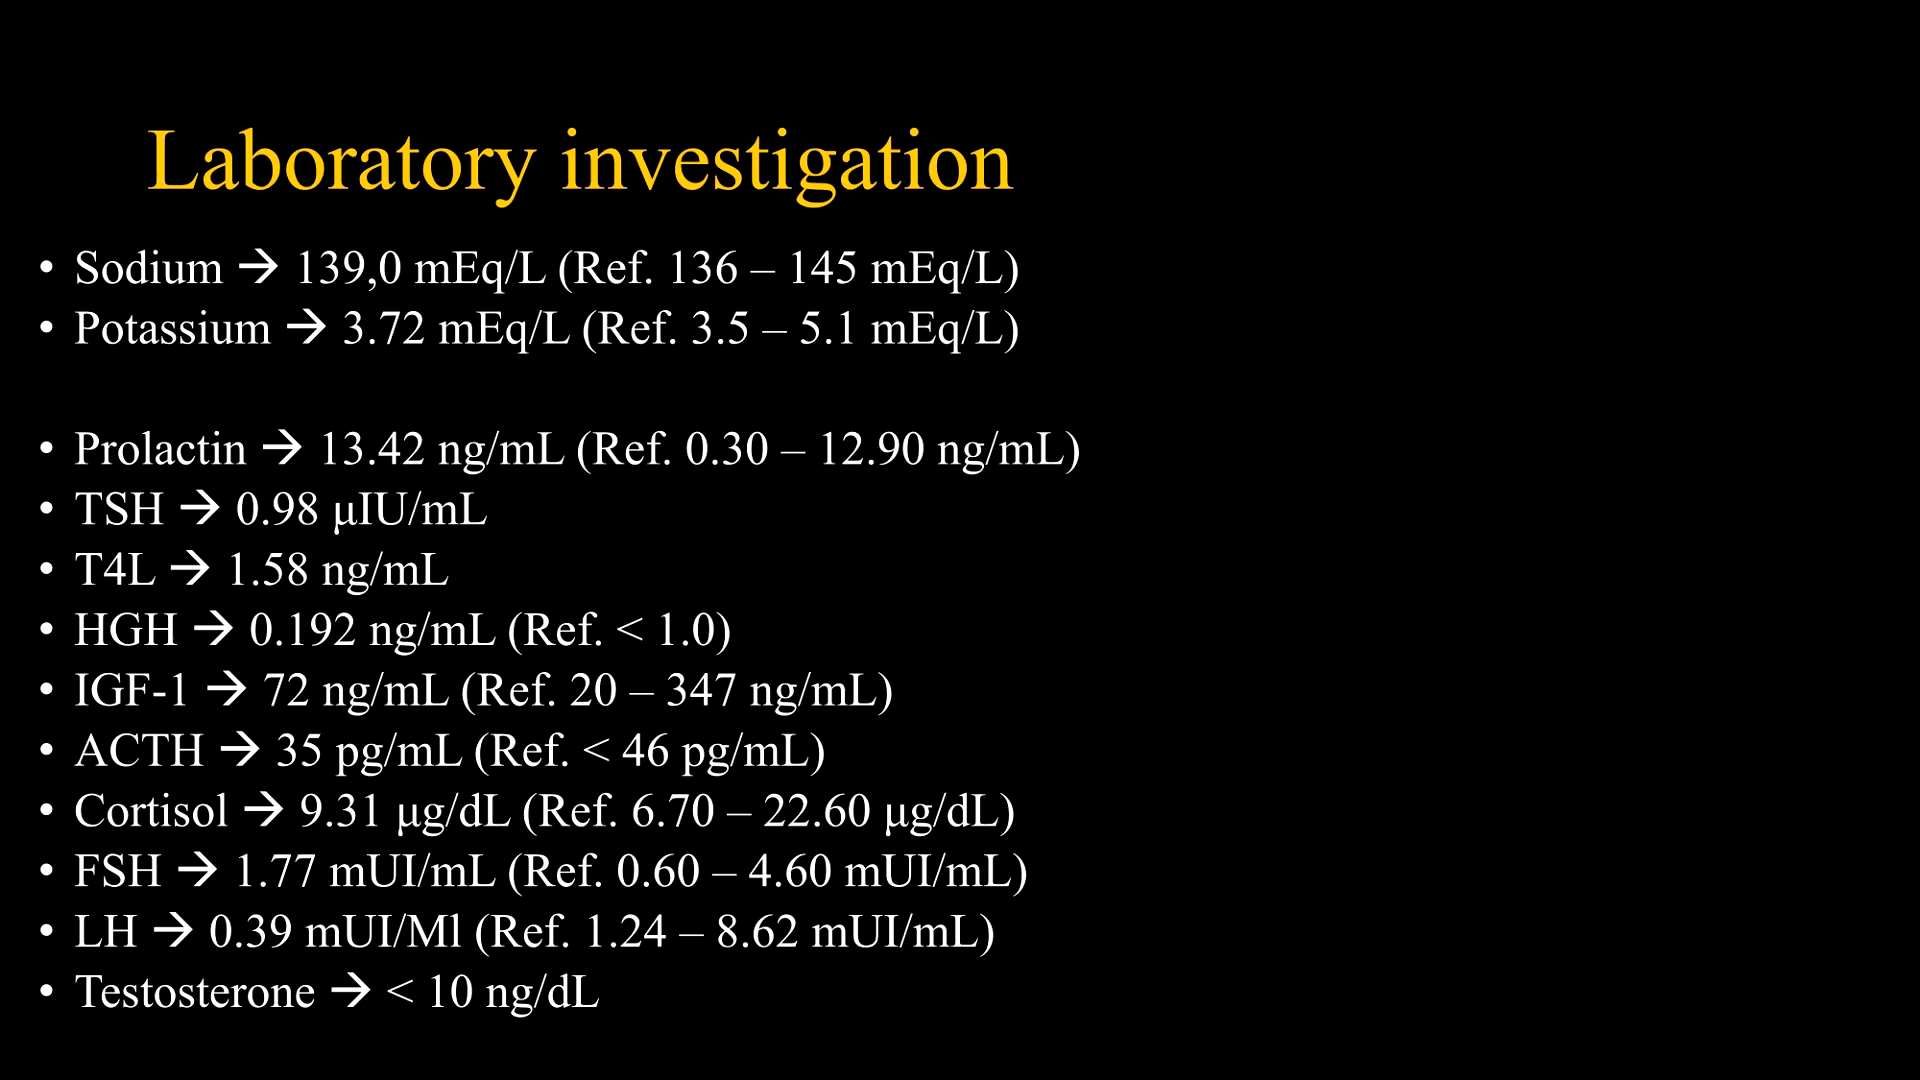 Laboratory investigation
• Sodium → 139,0 mEq/L (Ref. 136 – 145 mEq/L)
• Potassium → 3.72 mEq/L (Ref. 3.5 – 5.1 mEq/L)
• Prolactin → 13.42 ng/mL (Ref. 0.30 – 12.90 ng/mL)
• TSH → 0.98 μIU/mL
• T4L → 1.58 ng/mL
• HGH → 0.192 ng/mL (Ref. < 1.0)
• IGF-1 → 72 ng/mL (Ref. 20 – 347 ng/mL)
• ACTH → 35 pg/mL (Ref. < 46 pg/mL)
• Cortisol → 9.31 μg/dL (Ref. 6.70 – 22.60 μg/dL)
• FSH → 1.77 mUI/mL (Ref. 0.60 – 4.60 mUI/mL)
• LH → 0.39 mUI/Ml (Ref. 1.24 – 8.62 mUI/mL)
• Testosterone → < 10 ng/dL